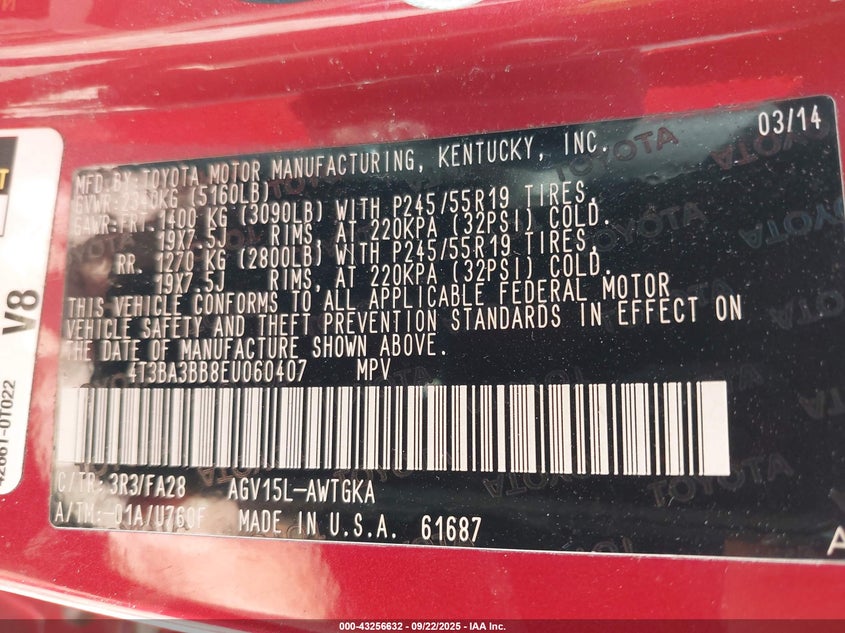 03/14
MFD.BY:TOYOTA MOTOR MANUFACTURING, KENTUCKY, INC.
GVWR:2340KG (5160LB)
GAWR:FRT.1400 KG (3090LB) WITH P245/55R19 TIRES,
19X7.5J RIMS, AT 220KPA (32PSI) COLD.
RR. 1270 KG (2800LB) WITH P245/55R19 TIRES,
19X7.5J RIMS, AT 220KPA (32PSI) COLD.
THIS VEHICLE CONFORMS TO ALL APPLICABLE FEDERAL MOTOR
VEHICLE SAFETY AND THEFT PREVENTION STANDARDS IN EFFECT ON
THE DATE OF MANUFACTURE SHOWN ABOVE.
4T3BA3BB8EU060407 MPV
C/TR: 3R3/FA28 AGV15L-AWTGKA
A/TM:-01A/U760F MADE IN U.S.A. 61687
V8
42661-0T022
TOYOTA
000-43256632 - 09/22/2025 - IAA Inc.